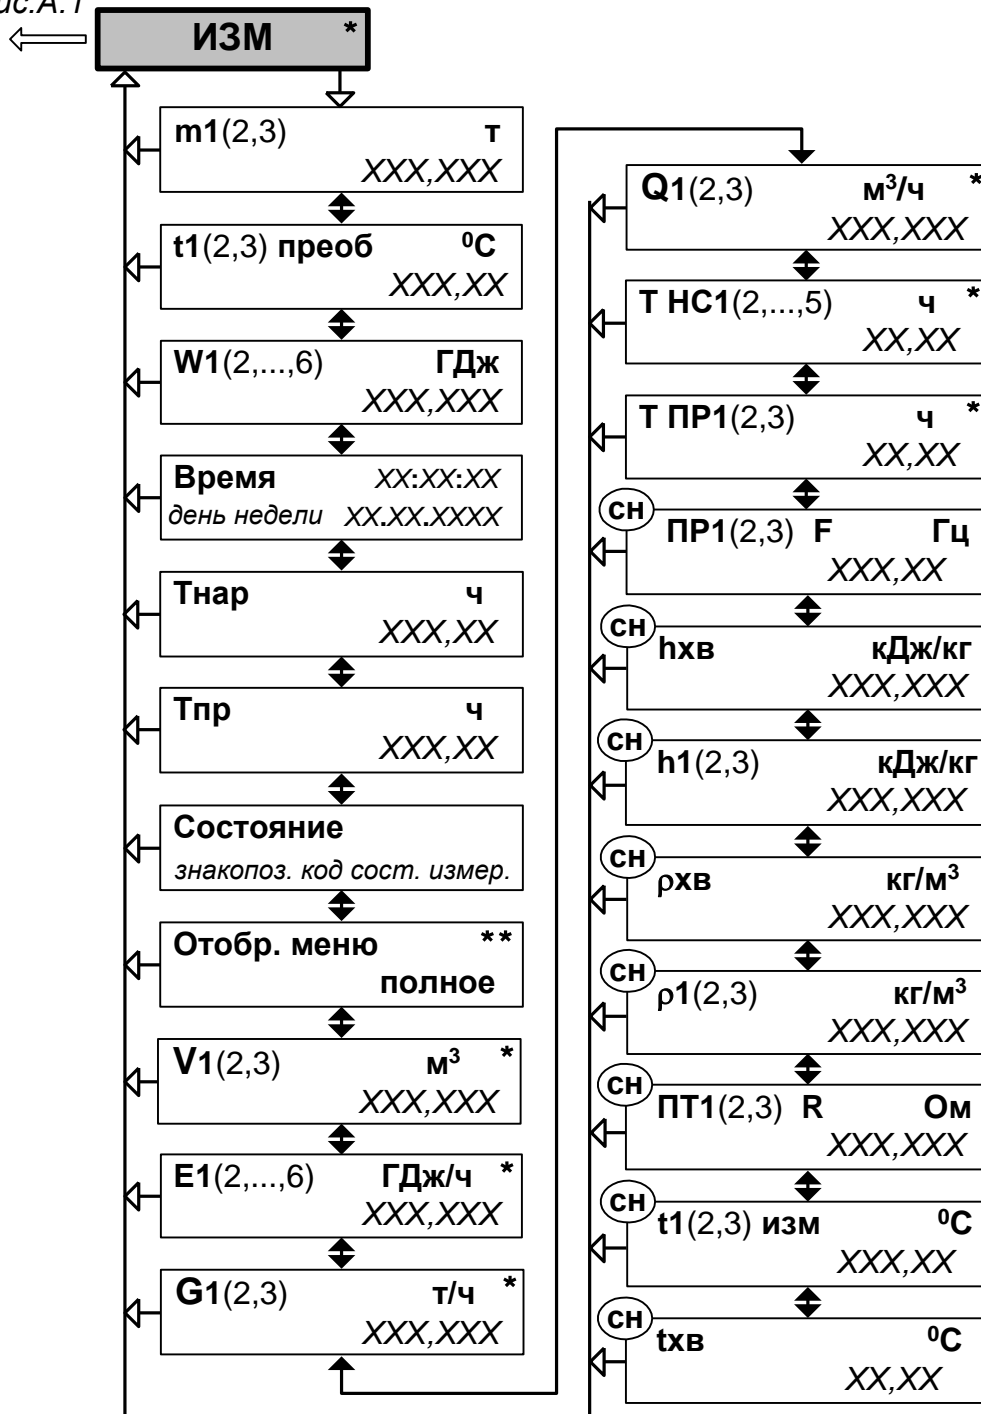 ис.А.1
ИЗМ *
m1(2,3) т
XXX,XXX
t1(2,3) преоб ⁰C
XXX,XX
W1(2,...,6) ГДж
XXX,XXX
Время XX:XX:XX
день недели XX.XX.XXXX
Тнар ч
XXX,XX
Тпр ч
XXX,XX
Состояние
знакопоз. код сост. измер.
Отобр. меню **
полное
V1(2,3) м³ *
XXX,XXX
E1(2,...,6) ГДж/ч *
XXX,XXX
G1(2,3) т/ч *
XXX,XXX
Q1(2,3) м³/ч *
XXX,XXX
Т НС1(2,...,5) ч *
XX,XX
Т ПР1(2,3) ч *
XX,XX
СН
ПР1(2,3) F Гц
XXX,XX
СН
hхв кДж/кг
XXX,XXX
СН
h1(2,3) кДж/кг
XXX,XXX
СН
ρхв кг/м³
XXX,XXX
СН
ρ1(2,3) кг/м³
XXX,XXX
СН
ПТ1(2,3) R Ом
XXX,XXX
СН
t1(2,3) изм ⁰C
XXX,XX
СН
tхв ⁰C
XX,XX